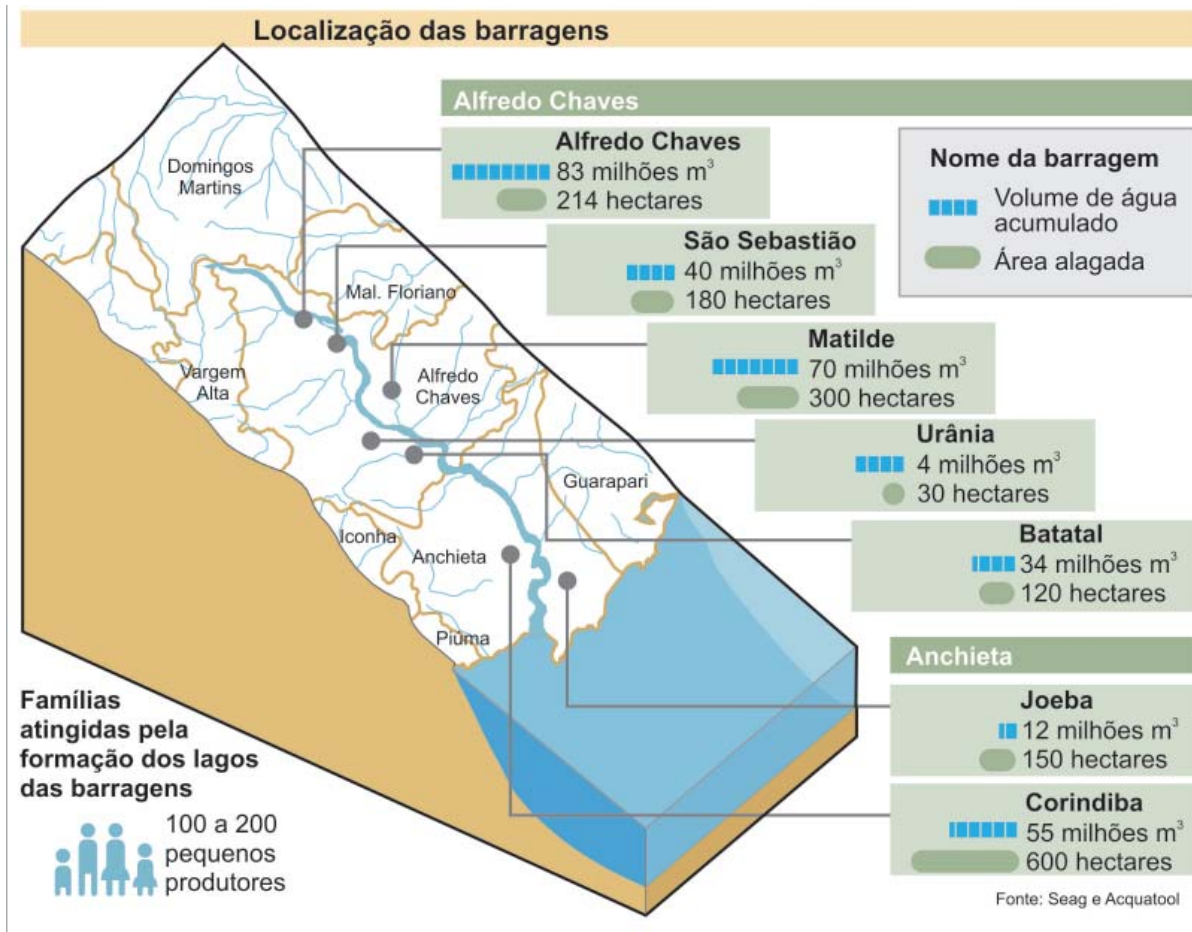 Localização das barragens
Alfredo Chaves
Alfredo Chaves
83 milhões m³
214 hectares
Nome da barragem
Volume de água
acumulado
Área alagada
São Sebastião
40 milhões m³
180 hectares
Matilde
70 milhões m³
300 hectares
Urânia
4 milhões m³
30 hectares
Batatal
34 milhões m³
120 hectares
Anchieta
Joeba
12 milhões m³
150 hectares
Corindiba
55 milhões m³
600 hectares
Domingos
Martins
Mal. Floriano
Vargem
Alta
Alfredo
Chaves
Guarapari
Iconha
Anchieta
Piúma
Famílias
atingidas pela
formação dos lagos
das barragens
100 a 200
pequenos
produtores
Fonte: Seag e Acquatool